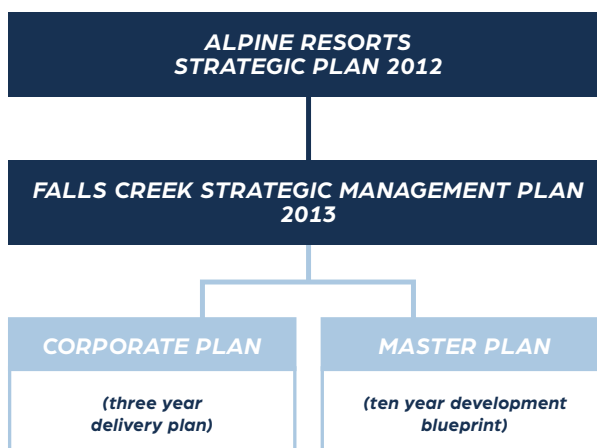 ALPINE RESORTS
STRATEGIC PLAN 2012
FALLS CREEK STRATEGIC MANAGEMENT PLAN
2013
CORPORATE PLAN
MASTER PLAN
(three year
delivery plan)
(ten year development
blueprint)